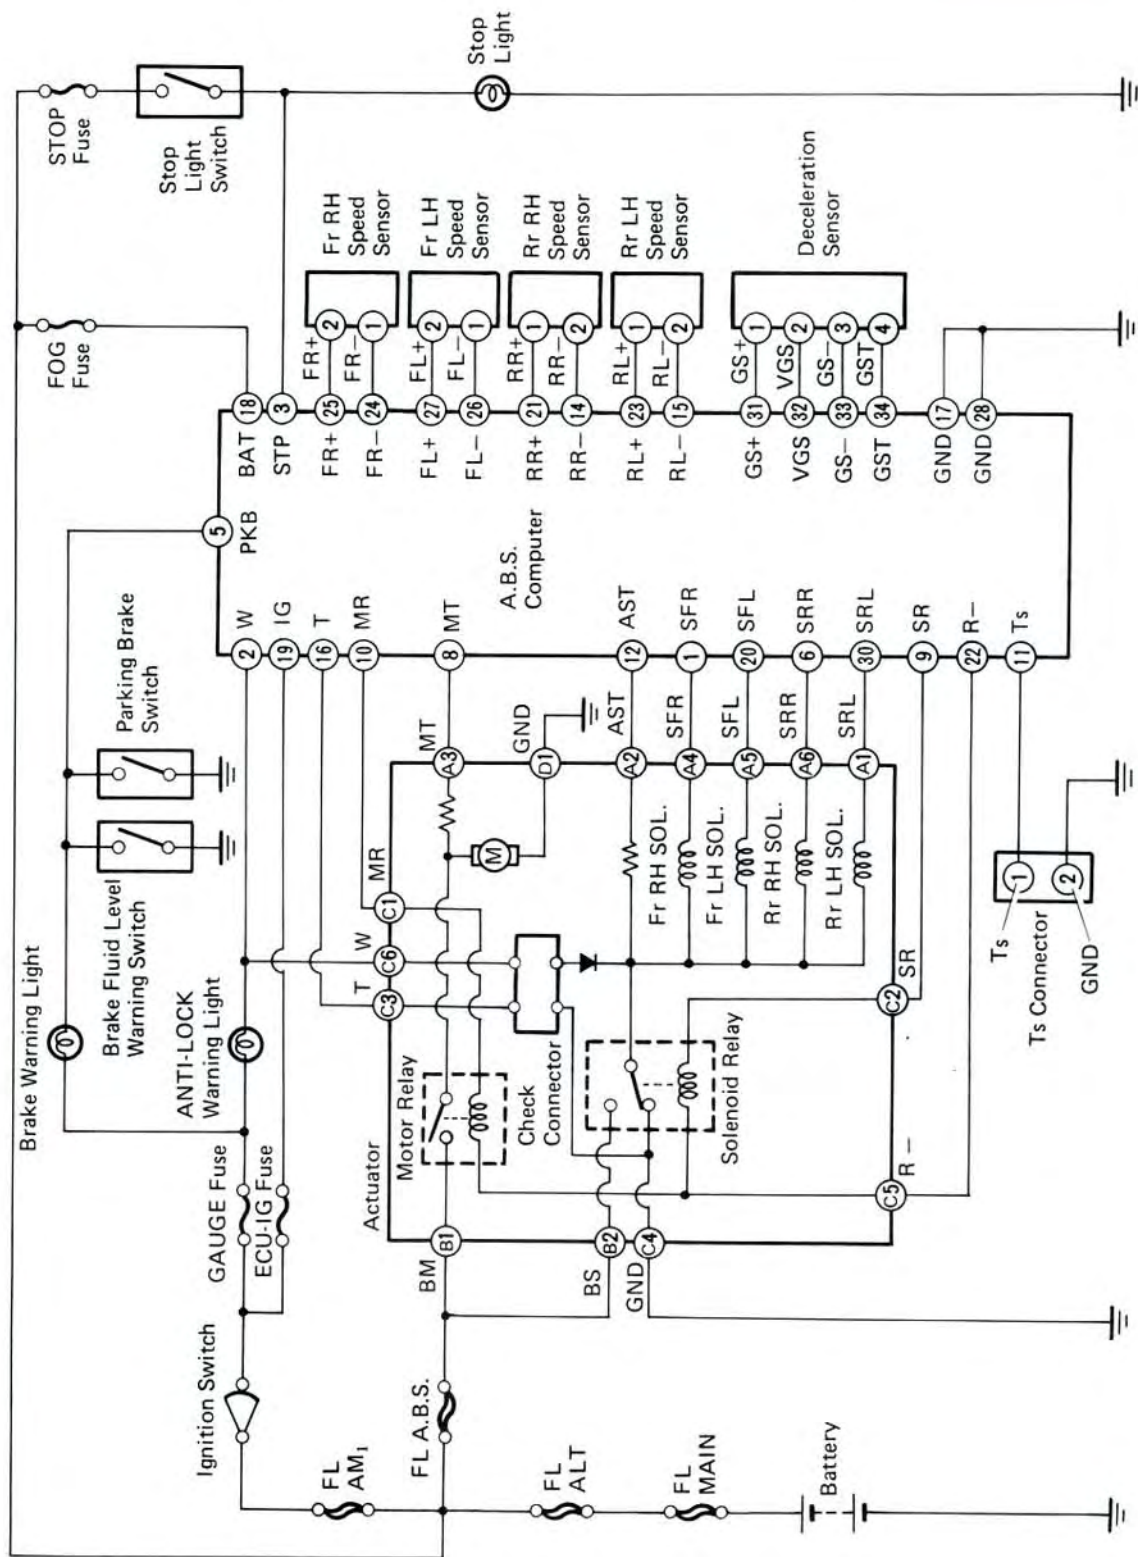 Brake Warning Light
Parking Brake
Switch
Brake Fluid Level
Warning Switch
ANTI-LOCK
Warning Light
GAUGE Fuse
ECU-IG Fuse
Ignition Switch
FL
AM1
FL A.B.S.
FL
ALT
FL
MAIN
Battery
STOP
Fuse
Stop
Light
Switch
Stop
Light
FOG
Fuse
Fr RH
Speed
Sensor
Fr LH
Speed
Sensor
Rr RH
Speed
Sensor
Rr LH
Speed
Sensor
Deceleration
Sensor
2
1
2
1
1
2
1
2
1
2
3
4
FR+
FR−
FL+
FL−
RR+
RR−
RL+
RL−
GS+
VGS
GS−
GST
18
3
25
24
27
26
21
14
23
15
31
32
33
34
17
28
BAT
STP
FR+
FR−
FL+
FL−
RR+
RR−
RL+
RL−
GS+
VGS
GS−
GST
GND
GND
5
PKB
A.B.S.
Computer
W
IG
T
MR
MT
AST
SFR
SFL
SRR
SRL
SR
R−
Ts
2
19
16
10
8
12
1
20
6
30
9
22
11
MT
GND
AST
SFR
SFL
SRR
SRL
A3
D1
A2
A4
A5
A6
A1
MR
C1
W
C6
T
C3
M
Fr RH SOL.
Fr LH SOL.
Rr RH SOL.
Rr LH SOL.
Motor Relay
Check
Connector
Solenoid Relay
Actuator
C2
SR
C5
R −
B1
BM
B2
BS
C4
GND
1
2
Ts
GND
Ts Connector